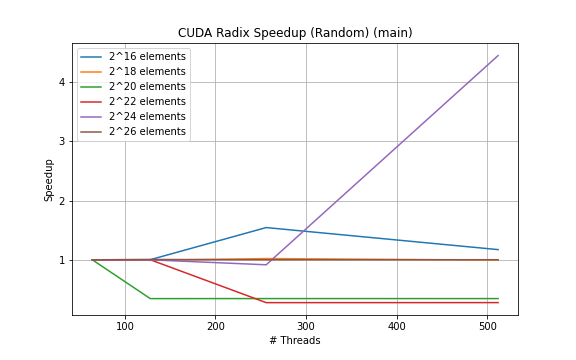 CUDA Radix Speedup (Random) (main)
2^16 elements
2^18 elements
2^20 elements
2^22 elements
2^24 elements
2^26 elements
4
3
2
1
Speedup
100 200 300 400 500
# Threads